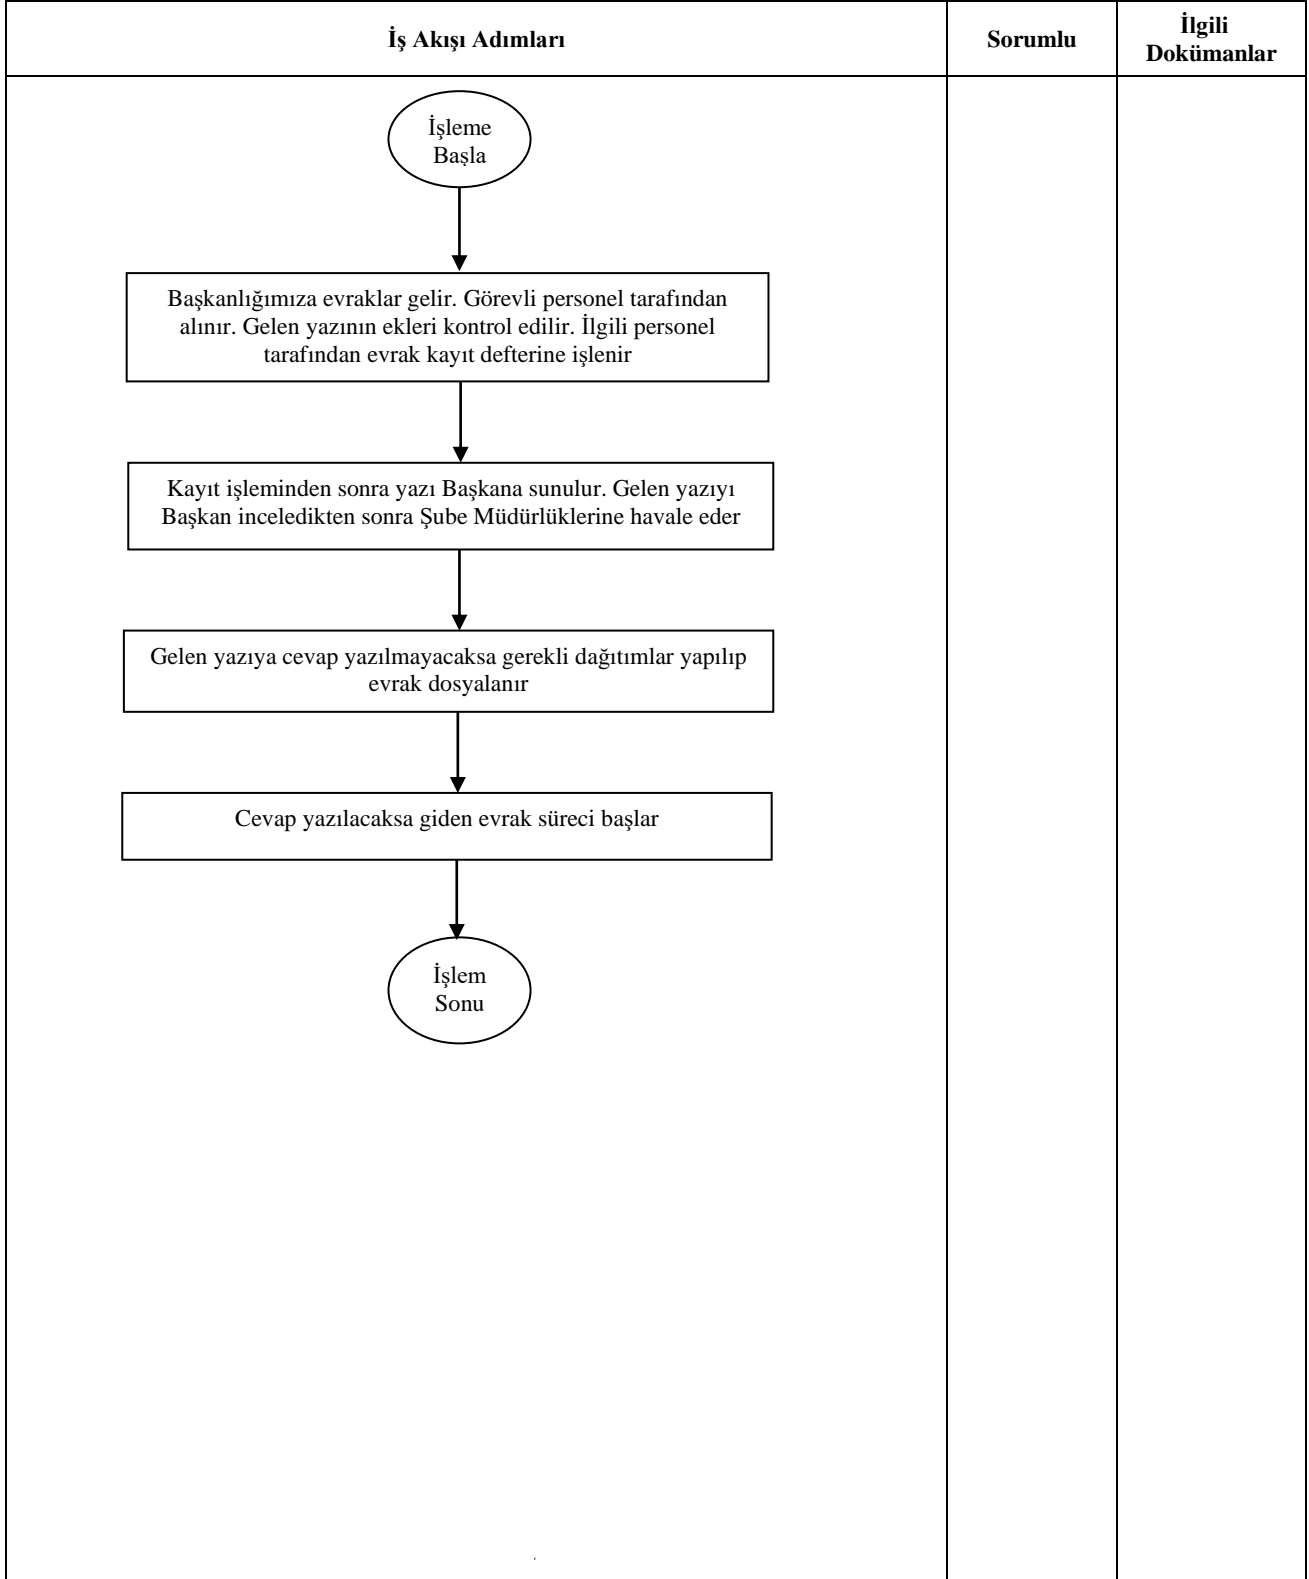 İş Akışı Adımları
Sorumlu
İlgili
Dokümanlar
İşleme
Başla
Başkanlığımıza evraklar gelir. Görevli personel tarafından
alınır. Gelen yazının ekleri kontrol edilir. İlgili personel
tarafından evrak kayıt defterine işlenir
Kayıt işleminden sonra yazı Başkana sunulur. Gelen yazıyı
Başkan inceledikten sonra Şube Müdürlüklerine havale eder
Gelen yazıya cevap yazılmayacaksa gerekli dağıtımlar yapılıp
evrak dosyalanır
Cevap yazılacaksa giden evrak süreci başlar
İşlem
Sonu